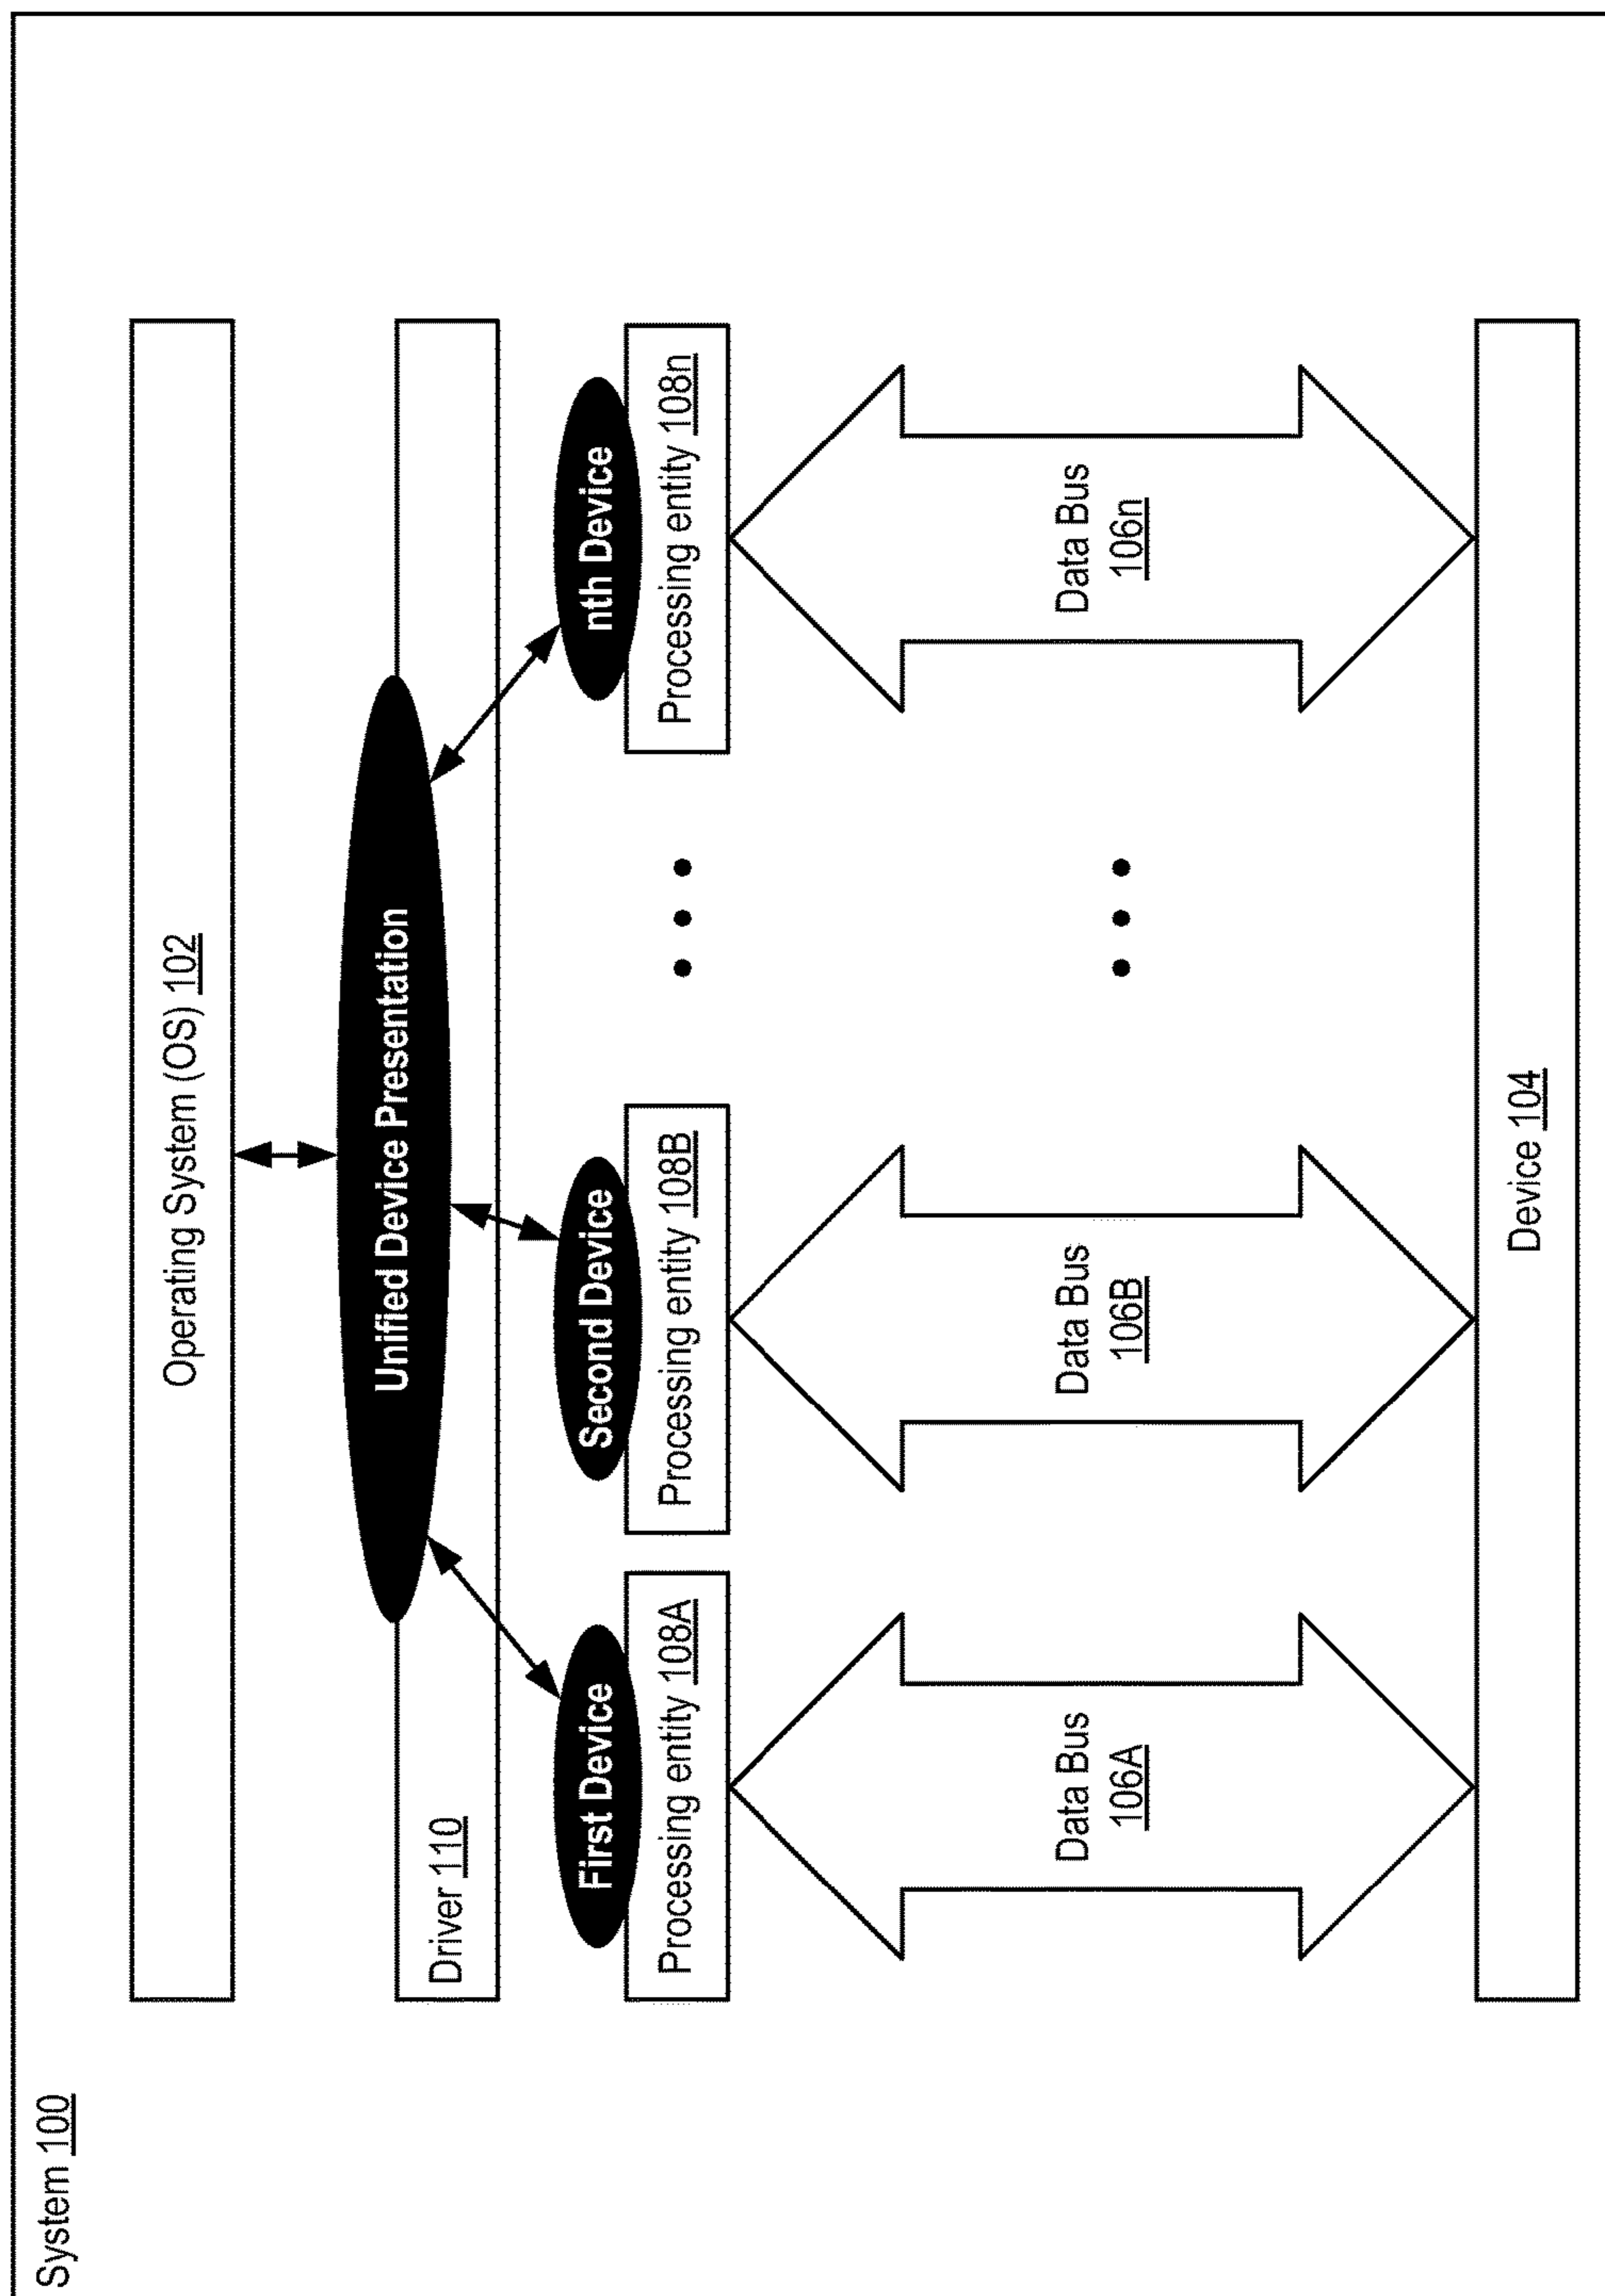 System 100
Operating System (OS) 102
Unified Device Presentation
Driver 110
First Device
Second Device
nth Device
Processing entity 108A
Processing entity 108B
Processing entity 108n
Data Bus
106A
Data Bus
106B
Data Bus
106n
Device 104